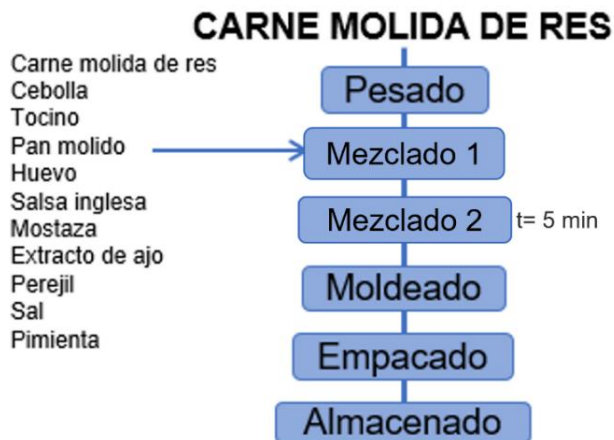 CARNE MOLIDA DE RES
Carne molida de res
Cebolla
Tocino
Pan molido
Huevo
Salsa inglesa
Mostaza
Extracto de ajo
Perejil
Sal
Pimienta
Pesado
Mezclado 1
Mezclado 2
t= 5 min
Moldeado
Empacado
Almacenado